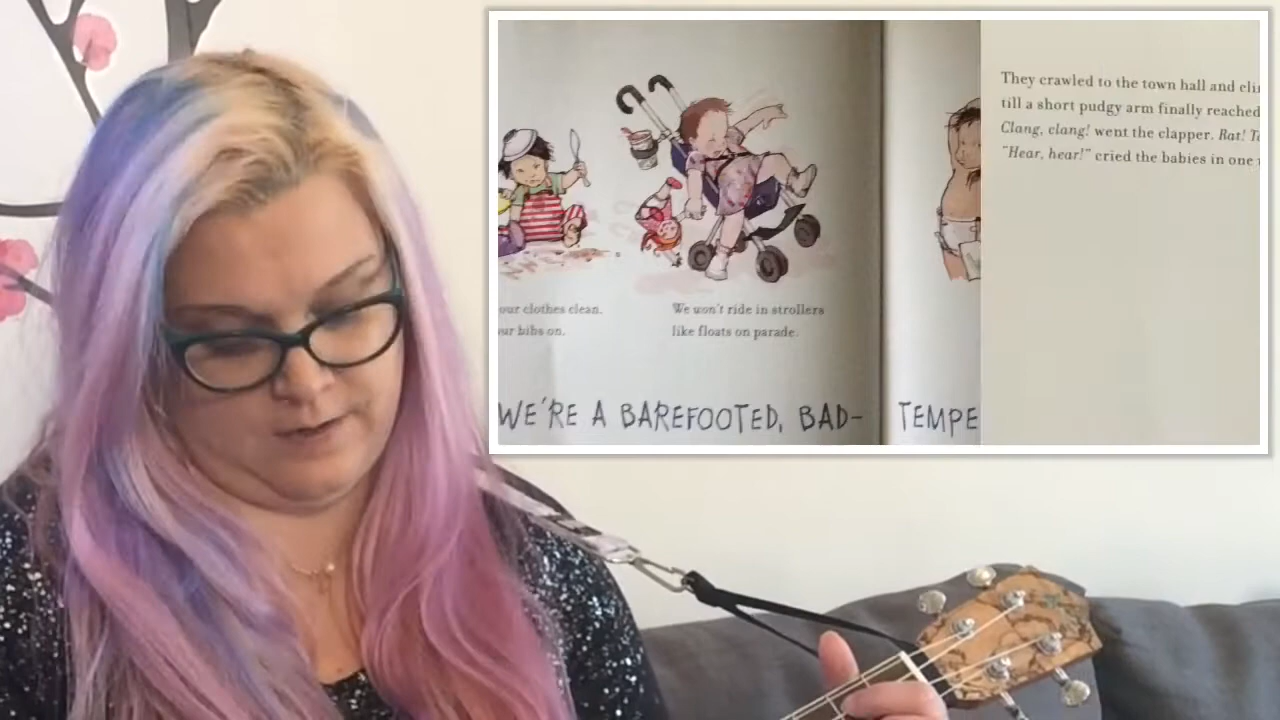 our clothes clean.
ur bibs on.
We won't ride in strollers
like floats on parade.
WE'RE A BAREFOOTED, BAD-
TEMPE
They crawled to the town hall and
till a short pudgy arm finally reached
Clang, clang! went the clapper. Rat!
"Hear, hear!" cried the babies in one